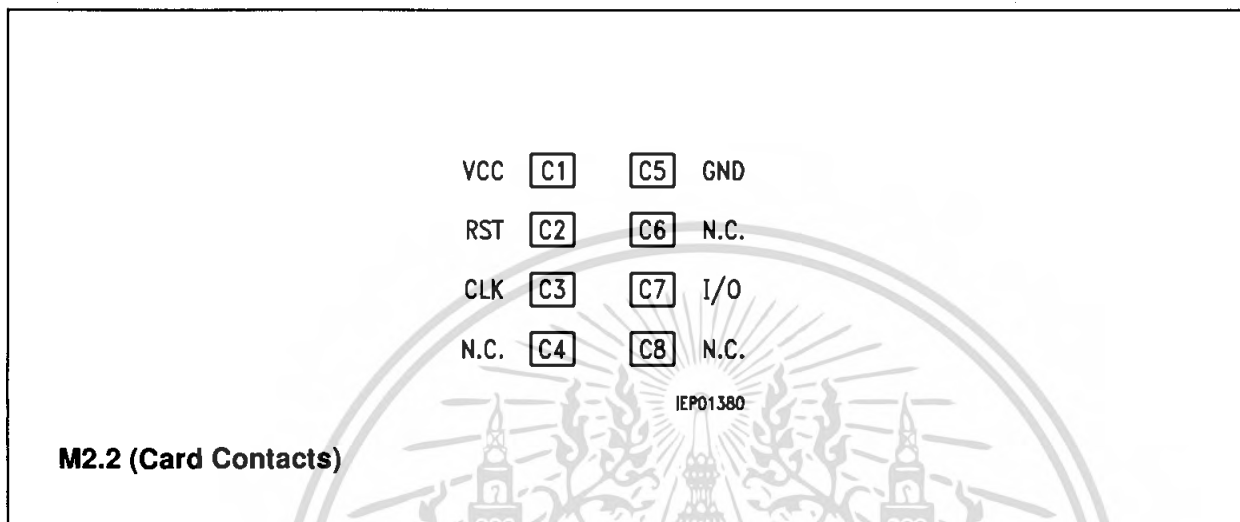 VCC C1 C5 GND
RST C2 C6 N.C.
CLK C3 C7 I/O
N.C. C4 C8 N.C.
IEP01380
M2.2 (Card Contacts)